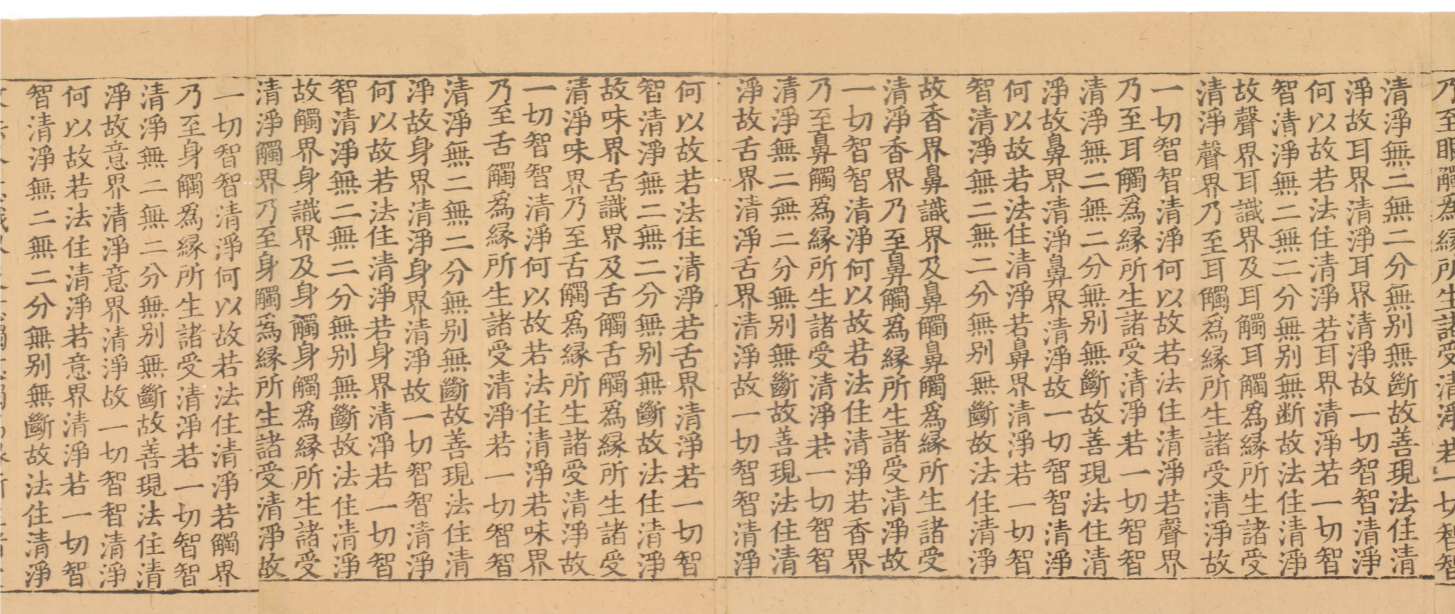 乃至眼觸爲縁所生諸受清淨若一切智智
清淨無二無二分無别無斷故善現法住清
淨故耳界清淨耳界清淨故一切智智清淨
何以故若法住清淨若耳界清淨若一切智
智清淨無二無二分無别無断故法住清淨
故聲界耳識界及耳觸耳觸爲縁所生諸受
清淨聲界乃至耳觸爲縁所生諸受清淨故
一切智智清淨何以故若法住清淨若聲界
乃至耳觸爲縁所生諸受清淨若一切智智
清淨無二無二分無别無斷故善現法住清
淨故鼻界清淨鼻界清淨故一切智智清淨
何以故若法住清淨若鼻界清淨若一切智
智清淨無二無二分無别無斷故法住清淨
故香界鼻識界及鼻觸鼻觸爲縁所生諸受
清淨香界乃至鼻觸爲縁所生諸受清淨故
一切智智清淨何以故若法住清淨若香界
乃至鼻觸爲縁所生諸受清淨若一切智智
清淨無二無二分無别無斷故善現法住清
淨故舌界清淨舌界清淨故一切智智清淨
何以故若法住清淨若舌界清淨若一切智
智清淨無二無二分無别無斷故法住清淨
故味界舌識界及舌觸舌觸爲縁所生諸受
清淨味界乃至舌觸爲縁所生諸受清淨故
一切智智清淨何以故若法住清淨若味界
乃至舌觸爲縁所生諸受清淨若一切智智
清淨無二無二分無别無斷故善現法住清
淨故身界清淨身界清淨故一切智智清淨
何以故若法住清淨若身界清淨若一切智
智清淨無二無二分無别無斷故法住清淨
故觸界身識界及身觸身觸爲縁所生諸受
清淨觸界乃至身觸爲縁所生諸受清淨故
一切智智清淨何以故若法住清淨若觸界
乃至身觸爲縁所生諸受清淨若一切智智
清淨無二無二分無别無斷故善現法住清
淨故意界清淨意界清淨故一切智智清淨
何以故若法住清淨若意界清淨若一切智
智清淨無二無二分無别無斷故法住清淨